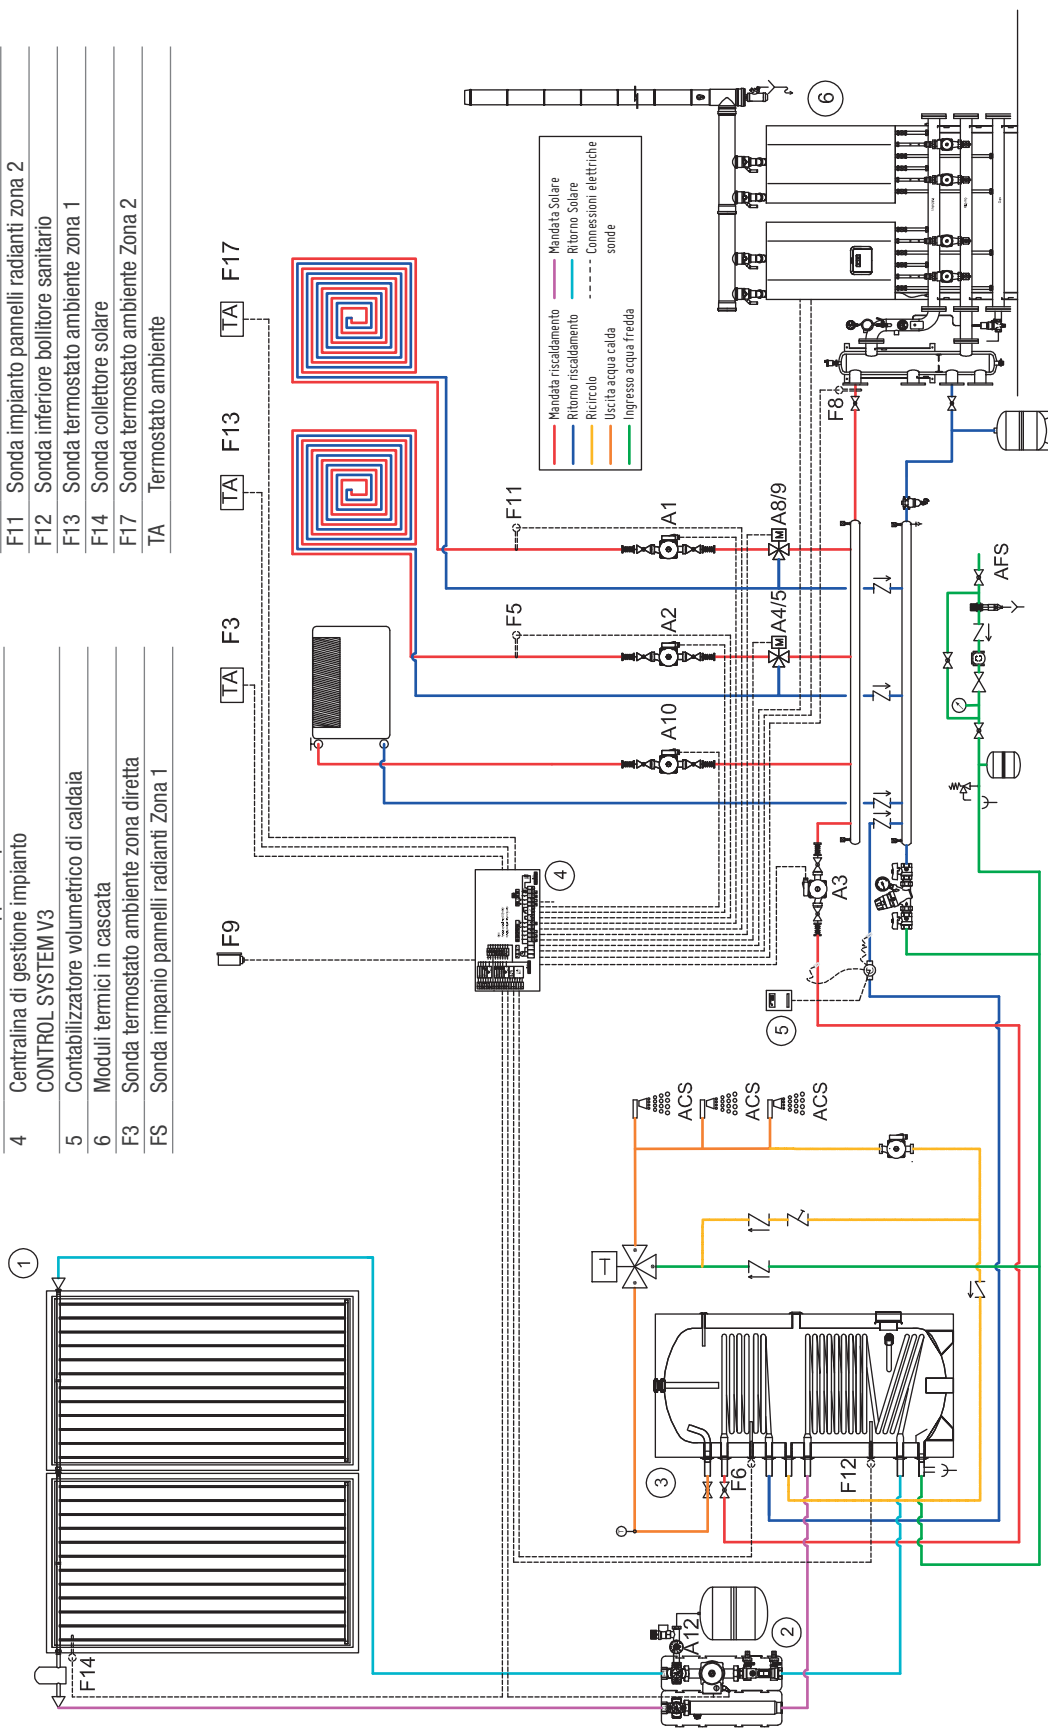 4 Centralina di gestione impianto
CONTROL SYSTEM V3
5 Contabilizzatore volumetrico di caldaia
6 Moduli termici in cascata
F3 Sonda termostato ambiente zona diretta
FS Sonda impanio pannelli radianti Zona 1
F11 Sonda impianto pannelli radianti zona 2
F12 Sonda inferiore bollitore sanitario
F13 Sonda termostato ambiente zona 1
F14 Sonda collettore solare
F17 Sonda termostato ambiente Zona 2
TA Termostato ambiente
1
F14
F9
TA F3
TA F13
TA F17
Mandata riscaldamento
Ritorno riscaldamento
Ricircolo
Uscita acqua calda
Ingresso acqua fredda
Mandata Solare
Ritorno Solare
Connessioni elettriche
sonde
6
4
F5
F11
A10
A2
A1
A4/5
A8/9
F8
A3
5
AFS
ACS
ACS
ACS
3
F6
F12
A12
2
M
M
T